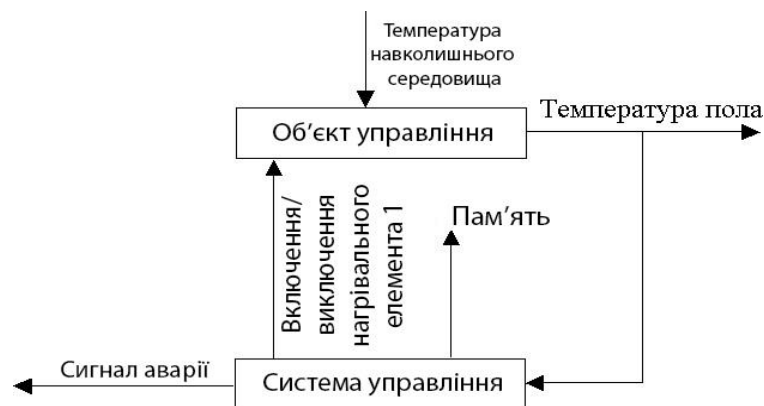 Температура
навколишнього
середовища
Об'єкт управління
Температура пола
Включення/
виключення
нагрівального
елемента 1
Пам'ять
Сигнал аварії
Система управління